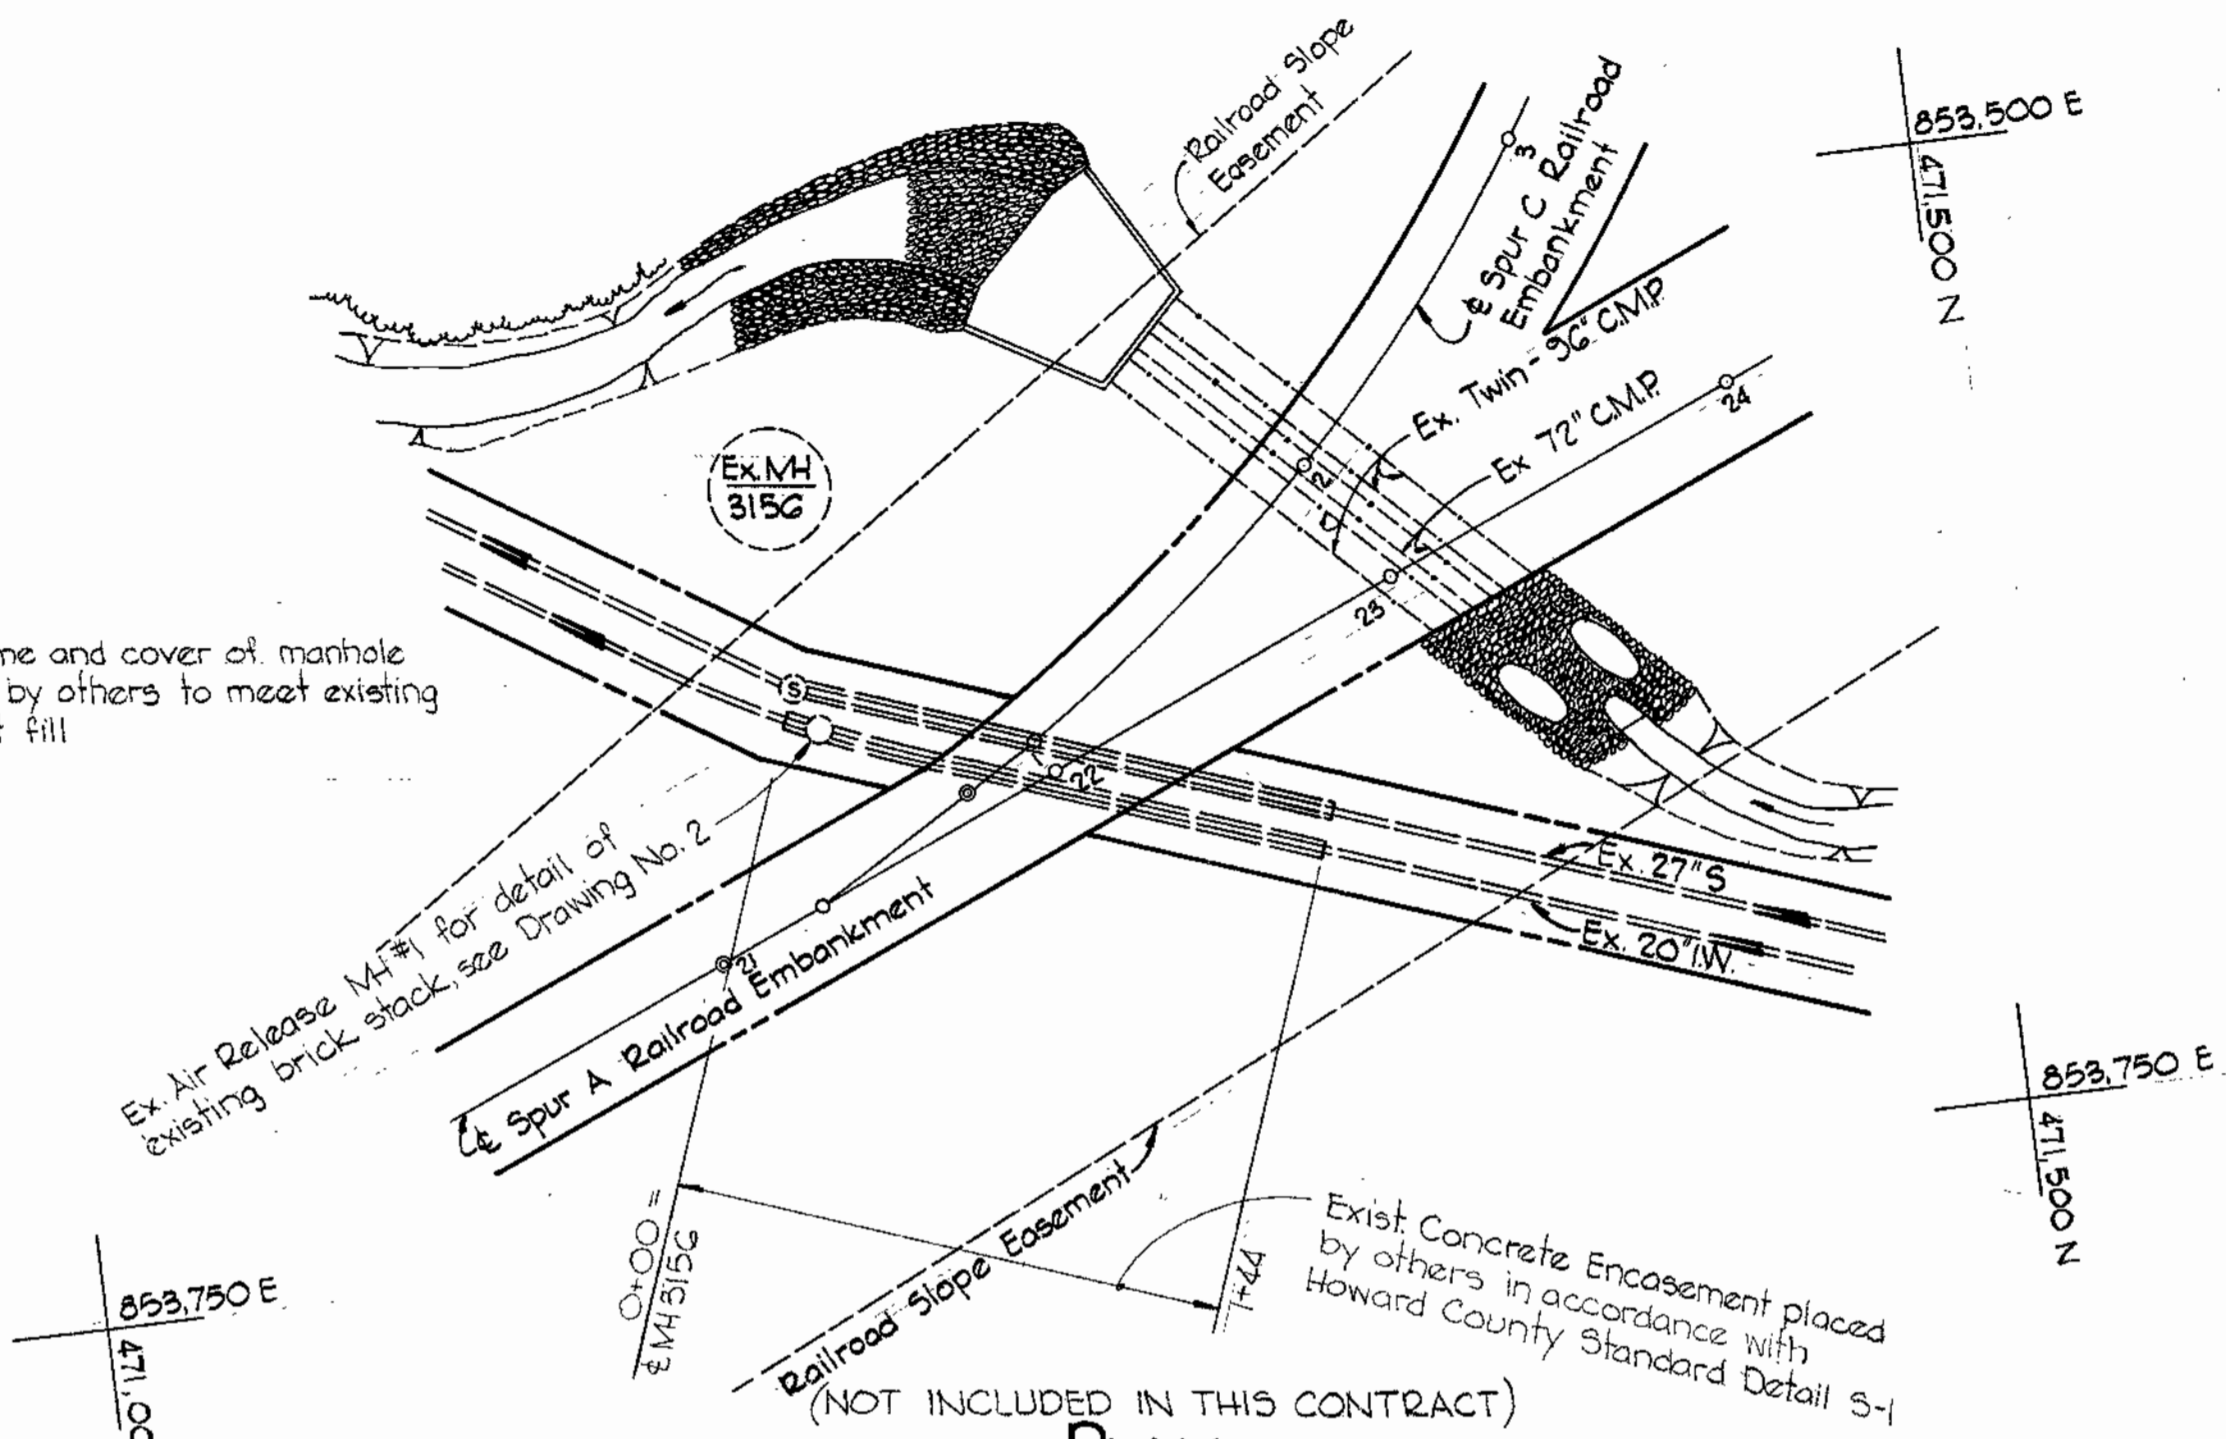 Railroad Slope
Easement
853,500 E
471,500 N
3
₵ Spur C Railroad
Embankment
Ex. Twin - 96" C.M.P.
Ex 72" C.M.P.
24
2
23
Ex. MH
315G
me and cover of manhole
by others to meet existing
fill
S
1
22
Ex. Air Release MH #1 for detail of
existing brick stack, see Drawing No. 2
21
₵ Spur A Railroad Embankment
Ex. 27" S
Ex. 20" I.W.
853,750 E
471,500 N
0+00 =
₵ MH 315G
1+44
Railroad Slope Easement
Exist. Concrete Encasement placed
by others in accordance with
Howard County Standard Detail S-1
853,750 E
471,00
(NOT INCLUDED IN THIS CONTRACT)